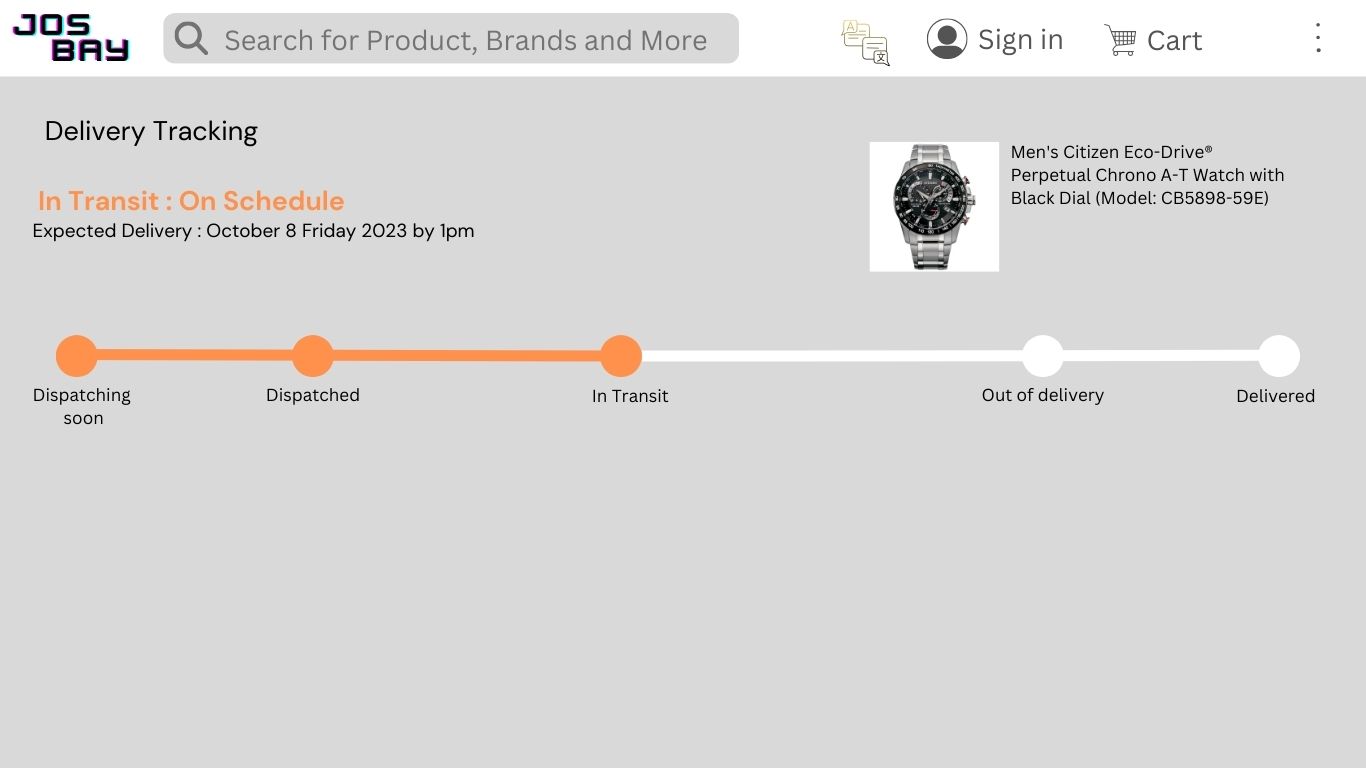 JOS
BAY
Search for Product, Brands and More
A
文
Sign in
Cart
Delivery Tracking
In Transit : On Schedule
Expected Delivery : October 8 Friday 2023 by 1pm
Men's Citizen Eco-Drive®
Perpetual Chrono A-T Watch with
Black Dial (Model: CB5898-59E)
Dispatching
soon
Dispatched
In Transit
Out of delivery
Delivered